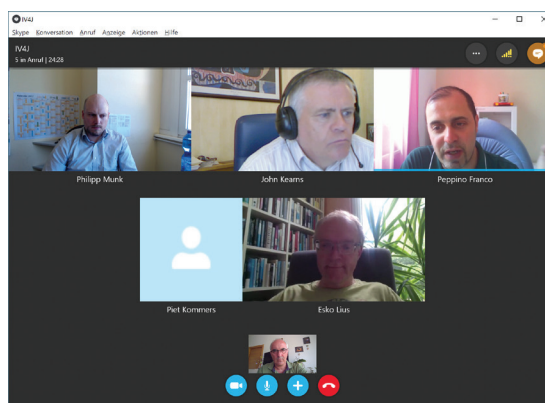 IV4J
Skype Konversation Anruf Anzeige Aktionen Hilfe
IV4J
5 in Anruf | 24:28
Philipp Munk
John Kearns
Peppino Franco
Piet Kommers
Esko Lius